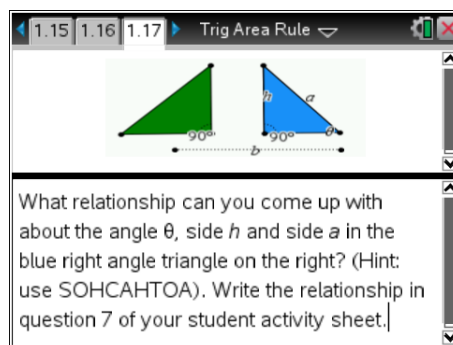 1.15 1.16 1.17 Trig Area Rule
h a
90° 90° θ
b
What relationship can you come up with
about the angle θ, side h and side a in the
blue right angle triangle on the right? (Hint:
use SOHCAHTOA). Write the relationship in
question 7 of your student activity sheet.